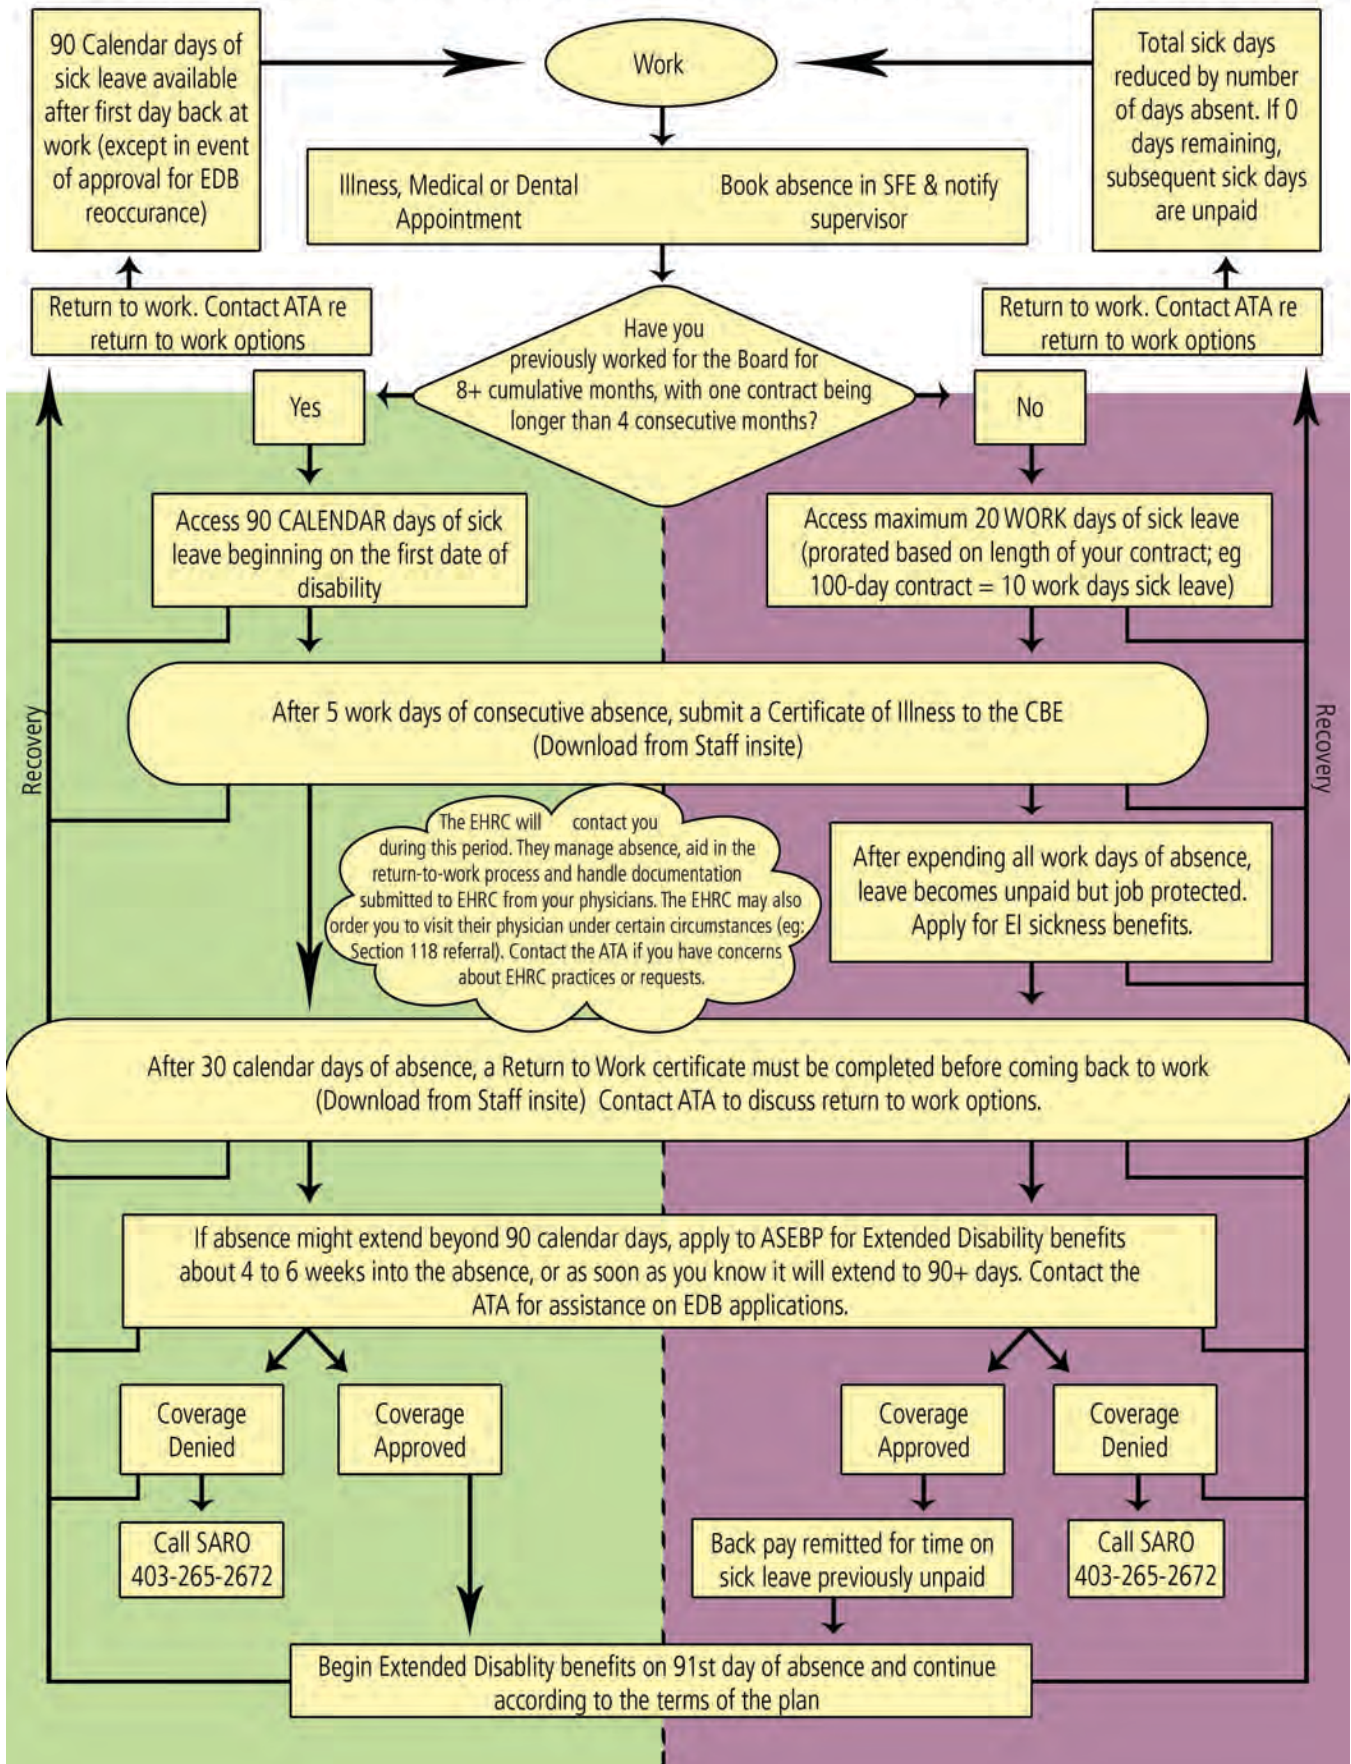 90 Calendar days of
sick leave available
after first day back at
work (except in event
of approval for EDB
reoccurance)
Work
Total sick days
reduced by number
of days absent. If 0
days remaining,
subsequent sick days
are unpaid
Illness, Medical or Dental
Appointment
Book absence in SFE & notify
supervisor
Return to work. Contact ATA re
return to work options
Return to work. Contact ATA re
return to work options
Have you
previously worked for the Board for
8+ cumulative months, with one contract being
longer than 4 consecutive months?
Yes
No
Access 90 CALENDAR days of sick
leave beginning on the first date of
disability
Access maximum 20 WORK days of sick leave
(prorated based on length of your contract; eg
100-day contract = 10 work days sick leave)
After 5 work days of consecutive absence, submit a Certificate of Illness to the CBE
(Download from Staff insite)
Recovery
Recovery
The EHRC will contact you
during this period. They manage absence, aid in the
return-to-work process and handle documentation
submitted to EHRC from your physicians. The EHRC may also
order you to visit their physician under certain circumstances (eg:
Section 118 referral). Contact the ATA if you have concerns
about EHRC practices or requests.
After expending all work days of absence,
leave becomes unpaid but job protected.
Apply for EI sickness benefits.
After 30 calendar days of absence, a Return to Work certificate must be completed before coming back to work
(Download from Staff insite) Contact ATA to discuss return to work options.
If absence might extend beyond 90 calendar days, apply to ASEBP for Extended Disability benefits
about 4 to 6 weeks into the absence, or as soon as you know it will extend to 90+ days. Contact the
ATA for assistance on EDB applications.
Coverage
Denied
Coverage
Approved
Coverage
Approved
Coverage
Denied
Call SARO
403-265-2672
Back pay remitted for time on
sick leave previously unpaid
Call SARO
403-265-2672
Begin Extended Disablity benefits on 91st day of absence and continue
according to the terms of the plan